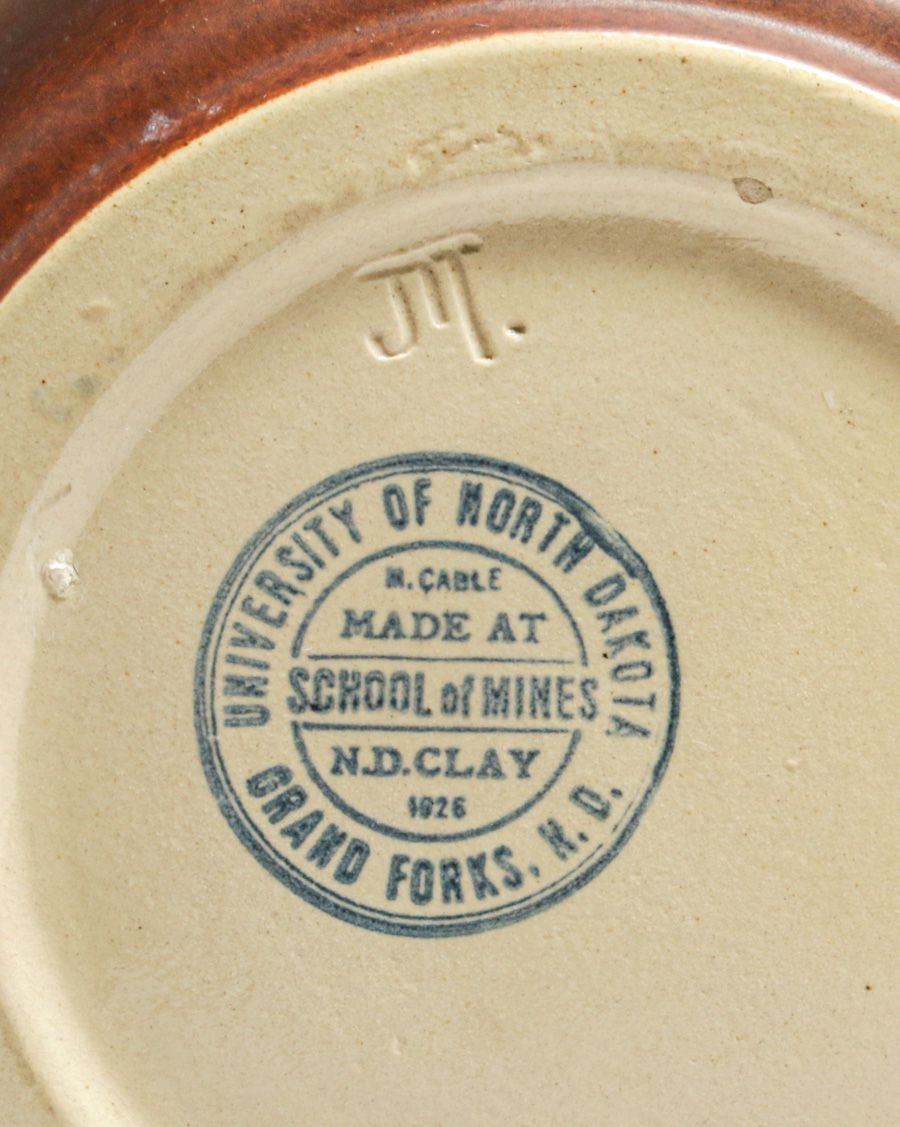 JM.
UNIVERSITY OF NORTH DAKOTA
M. CABLE
MADE AT
SCHOOL of MINES
N.D. CLAY
1926
GRAND FORKS, N. D.